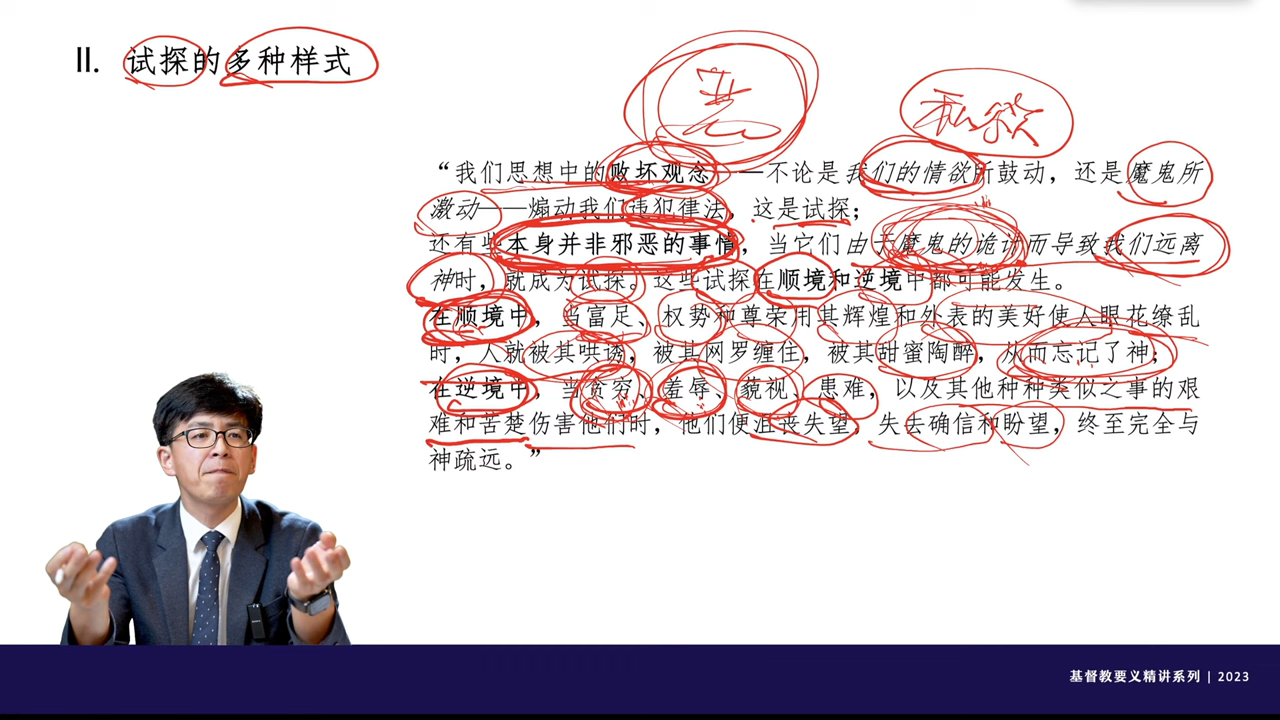 II. 试探的多种样式
恶
私欲
“我们思想中的败坏观念——不论是我们的情欲所鼓动，还是魔鬼所
激动——煽动我们违犯律法，这是试探；
还有些本身并非邪恶的事情，当它们由于魔鬼的诡计而导致我们远离
神时，就成为试探。这些试探在顺境和逆境中都可能发生。
在顺境中，当富足、权势和尊荣用其辉煌和外表的美好使人眼花缭乱
时，人就被其哄诱，被其网罗缠住，被其甜蜜陶醉，从而忘记了神；
在逆境中，当贫穷、羞辱、藐视、患难，以及其他种种类似之事的艰
难和苦楚伤害他们时，他们便沮丧失望，失去确信和盼望，终至完全与
神疏远。”
基督教要义精讲系列 | 2023